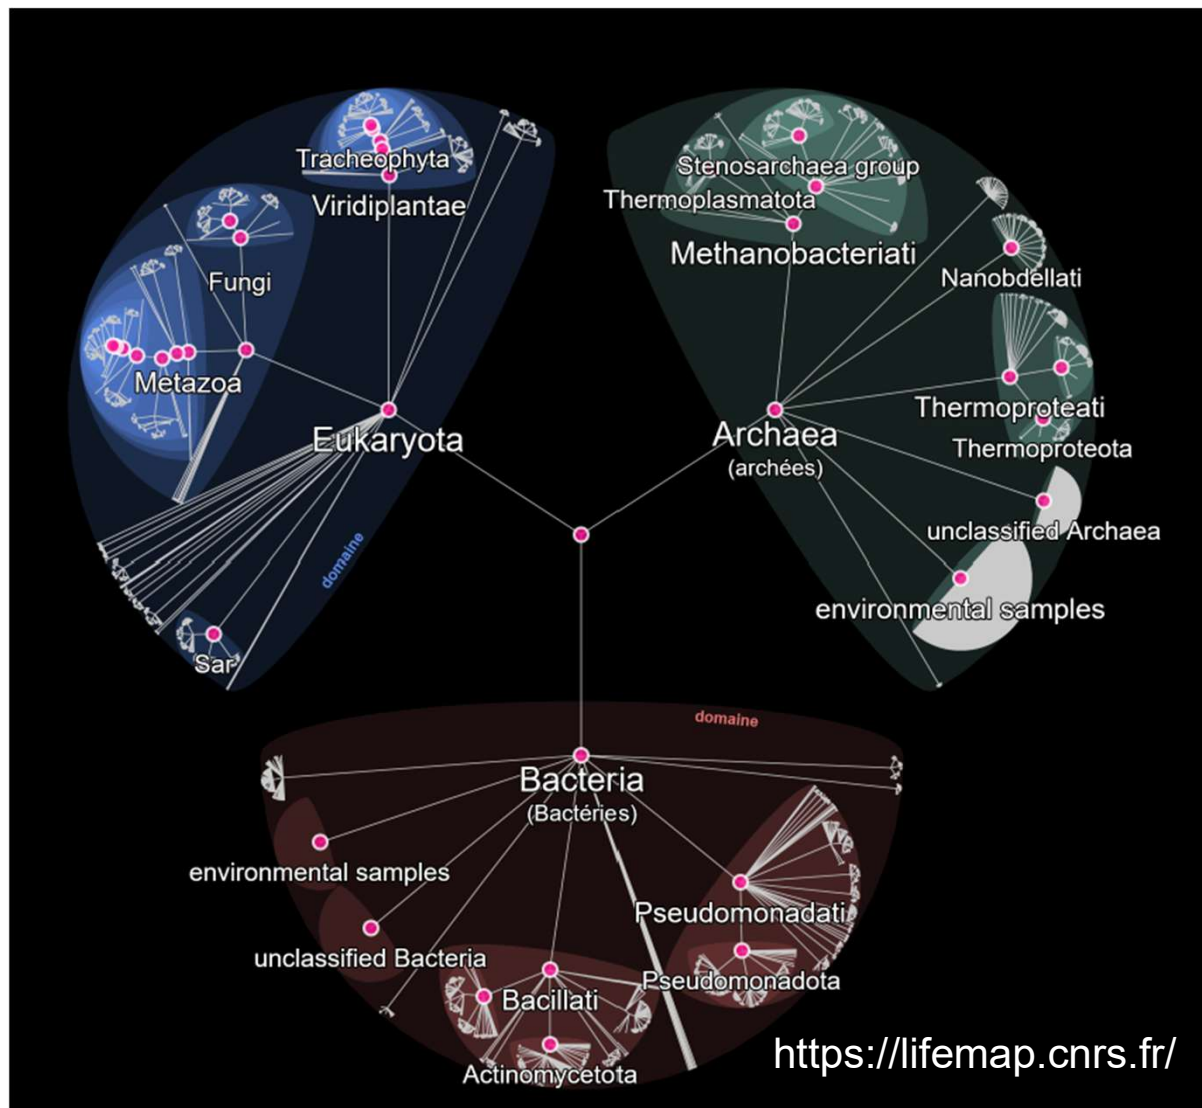 Tracheophyta
Viridiplantae
Fungi
Metazoa
Eukaryota
domaine
Sar
Stenosarchaea group
Thermoplasmatota
Methanobacteriati
Nanobdellati
Thermoproteati
Thermoproteota
Archaea
(archées)
unclassified Archaea
environmental samples
domaine
Bacteria
(Bactéries)
environmental samples
unclassified Bacteria
Pseudomonadati
Pseudomonadota
Bacillati
Actinomycetota
https://lifemap.cnrs.fr/